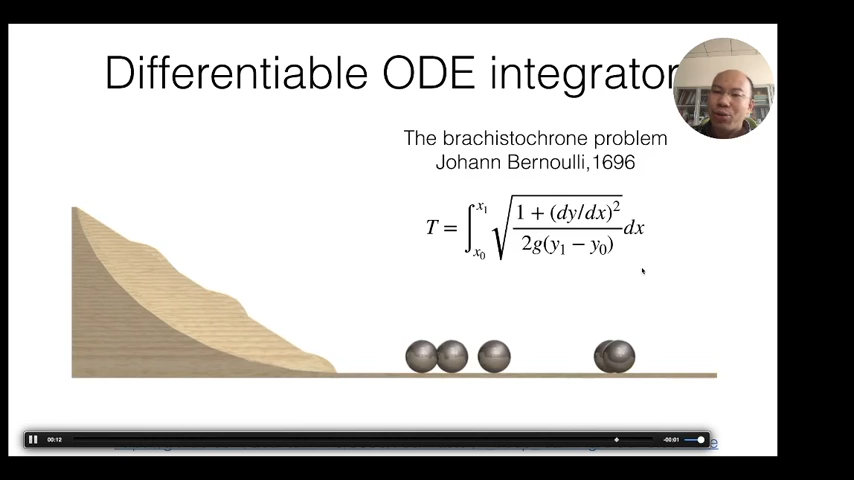 Differentiable ODE integrator
The brachistochrone problem
Johann Bernoulli,1696
T = ∫_{x_0}^{x_1} √((1 + (dy/dx)²)/(2g(y_1 − y_0))) dx
00:12
-00:01